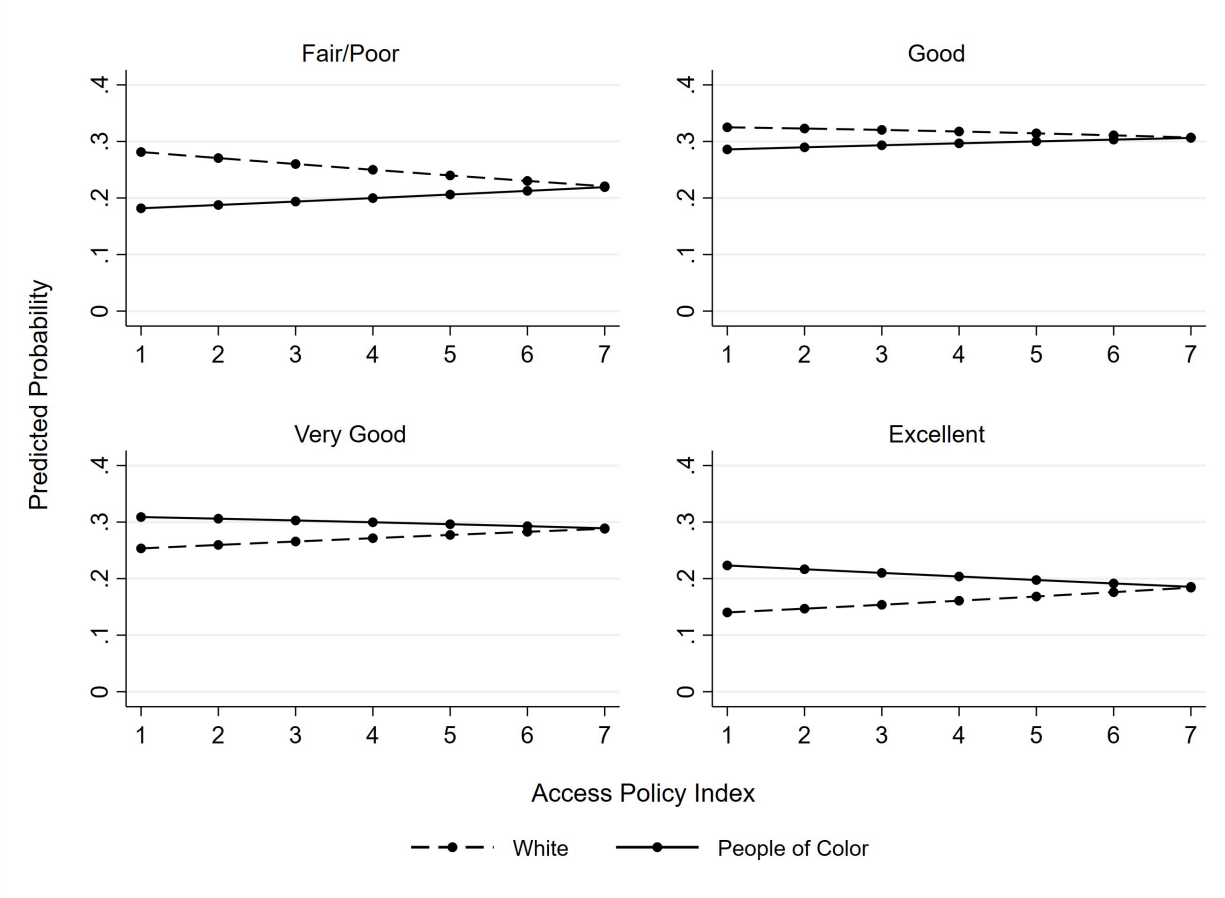 Fair/Poor
.4
.3
.2
.1
0
1 2 3 4 5 6 7
Good
.4
.3
.2
.1
0
1 2 3 4 5 6 7
Predicted Probability
Very Good
.4
.3
.2
.1
0
1 2 3 4 5 6 7
Excellent
.4
.3
.2
.1
0
1 2 3 4 5 6 7
Access Policy Index
White People of Color